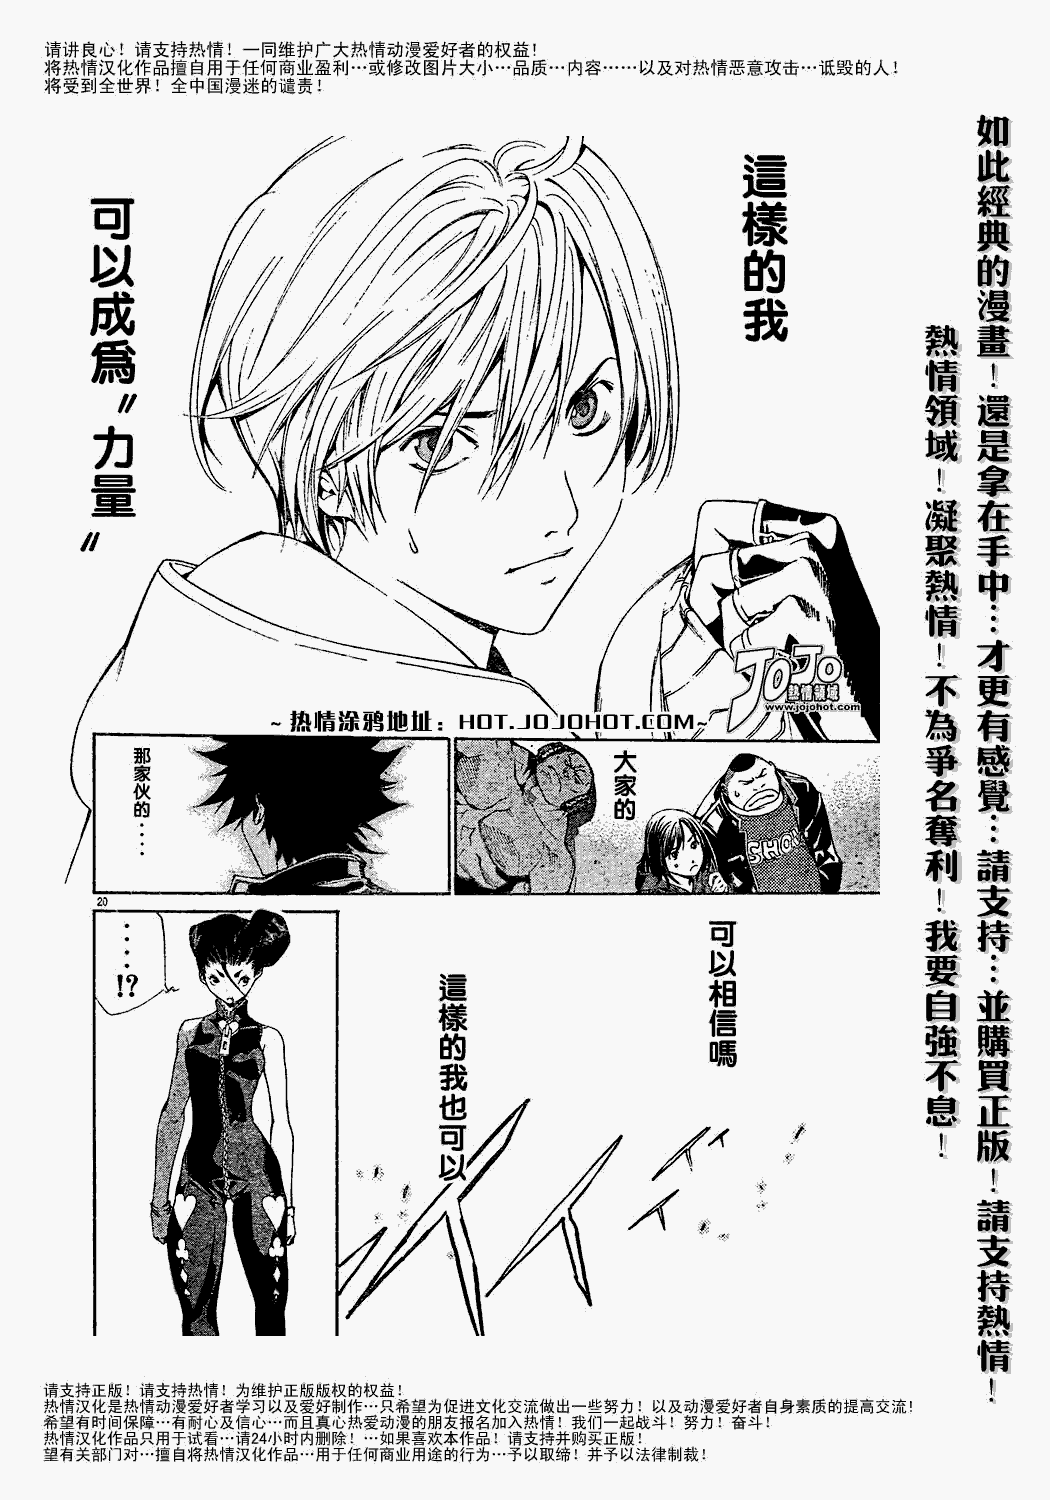 请讲良心！请支持热情！一同维护广大热情动漫爱好者的权益！
将热情汉化作品擅自用于任何商业盈利…或修改图片大小…品质…内容……以及对热情恶意攻击…诋毁的人！
将受到全世界！全中国漫迷的谴责！
如此經典的漫畫！還是拿在手中…才更有感覺…請支持…並購買正版！請支持熱情！
熱情領域！凝聚熱情！不為爭名奪利！我要自強不息！
這樣的我
可以成爲〝力量〞
JOJO
熱情領域
www.jojohot.com
~热情涂鸦地址：HOT.JOJOHOT.COM~
大家的
SHOW
那家伙的‥‥
20
可以相信嗎
這樣的我也可以
‥‥!?
请支持正版！请支持热情！为维护正版版权的权益！
热情汉化是热情动漫爱好者学习以及爱好制作…只希望为促进文化交流做出一些努力！以及动漫爱好者自身素质的提高交流！
希望有时间保障…有耐心及信心…而且真心热爱动漫的朋友报名加入热情！我们一起战斗！努力！奋斗！
热情汉化作品只用于试看…请24小时内删除！…如果喜欢本作品！请支持并购买正版！
望有关部门对…擅自将热情汉化作品…用于任何商业用途的行为…予以取缔！并予以法律制裁！